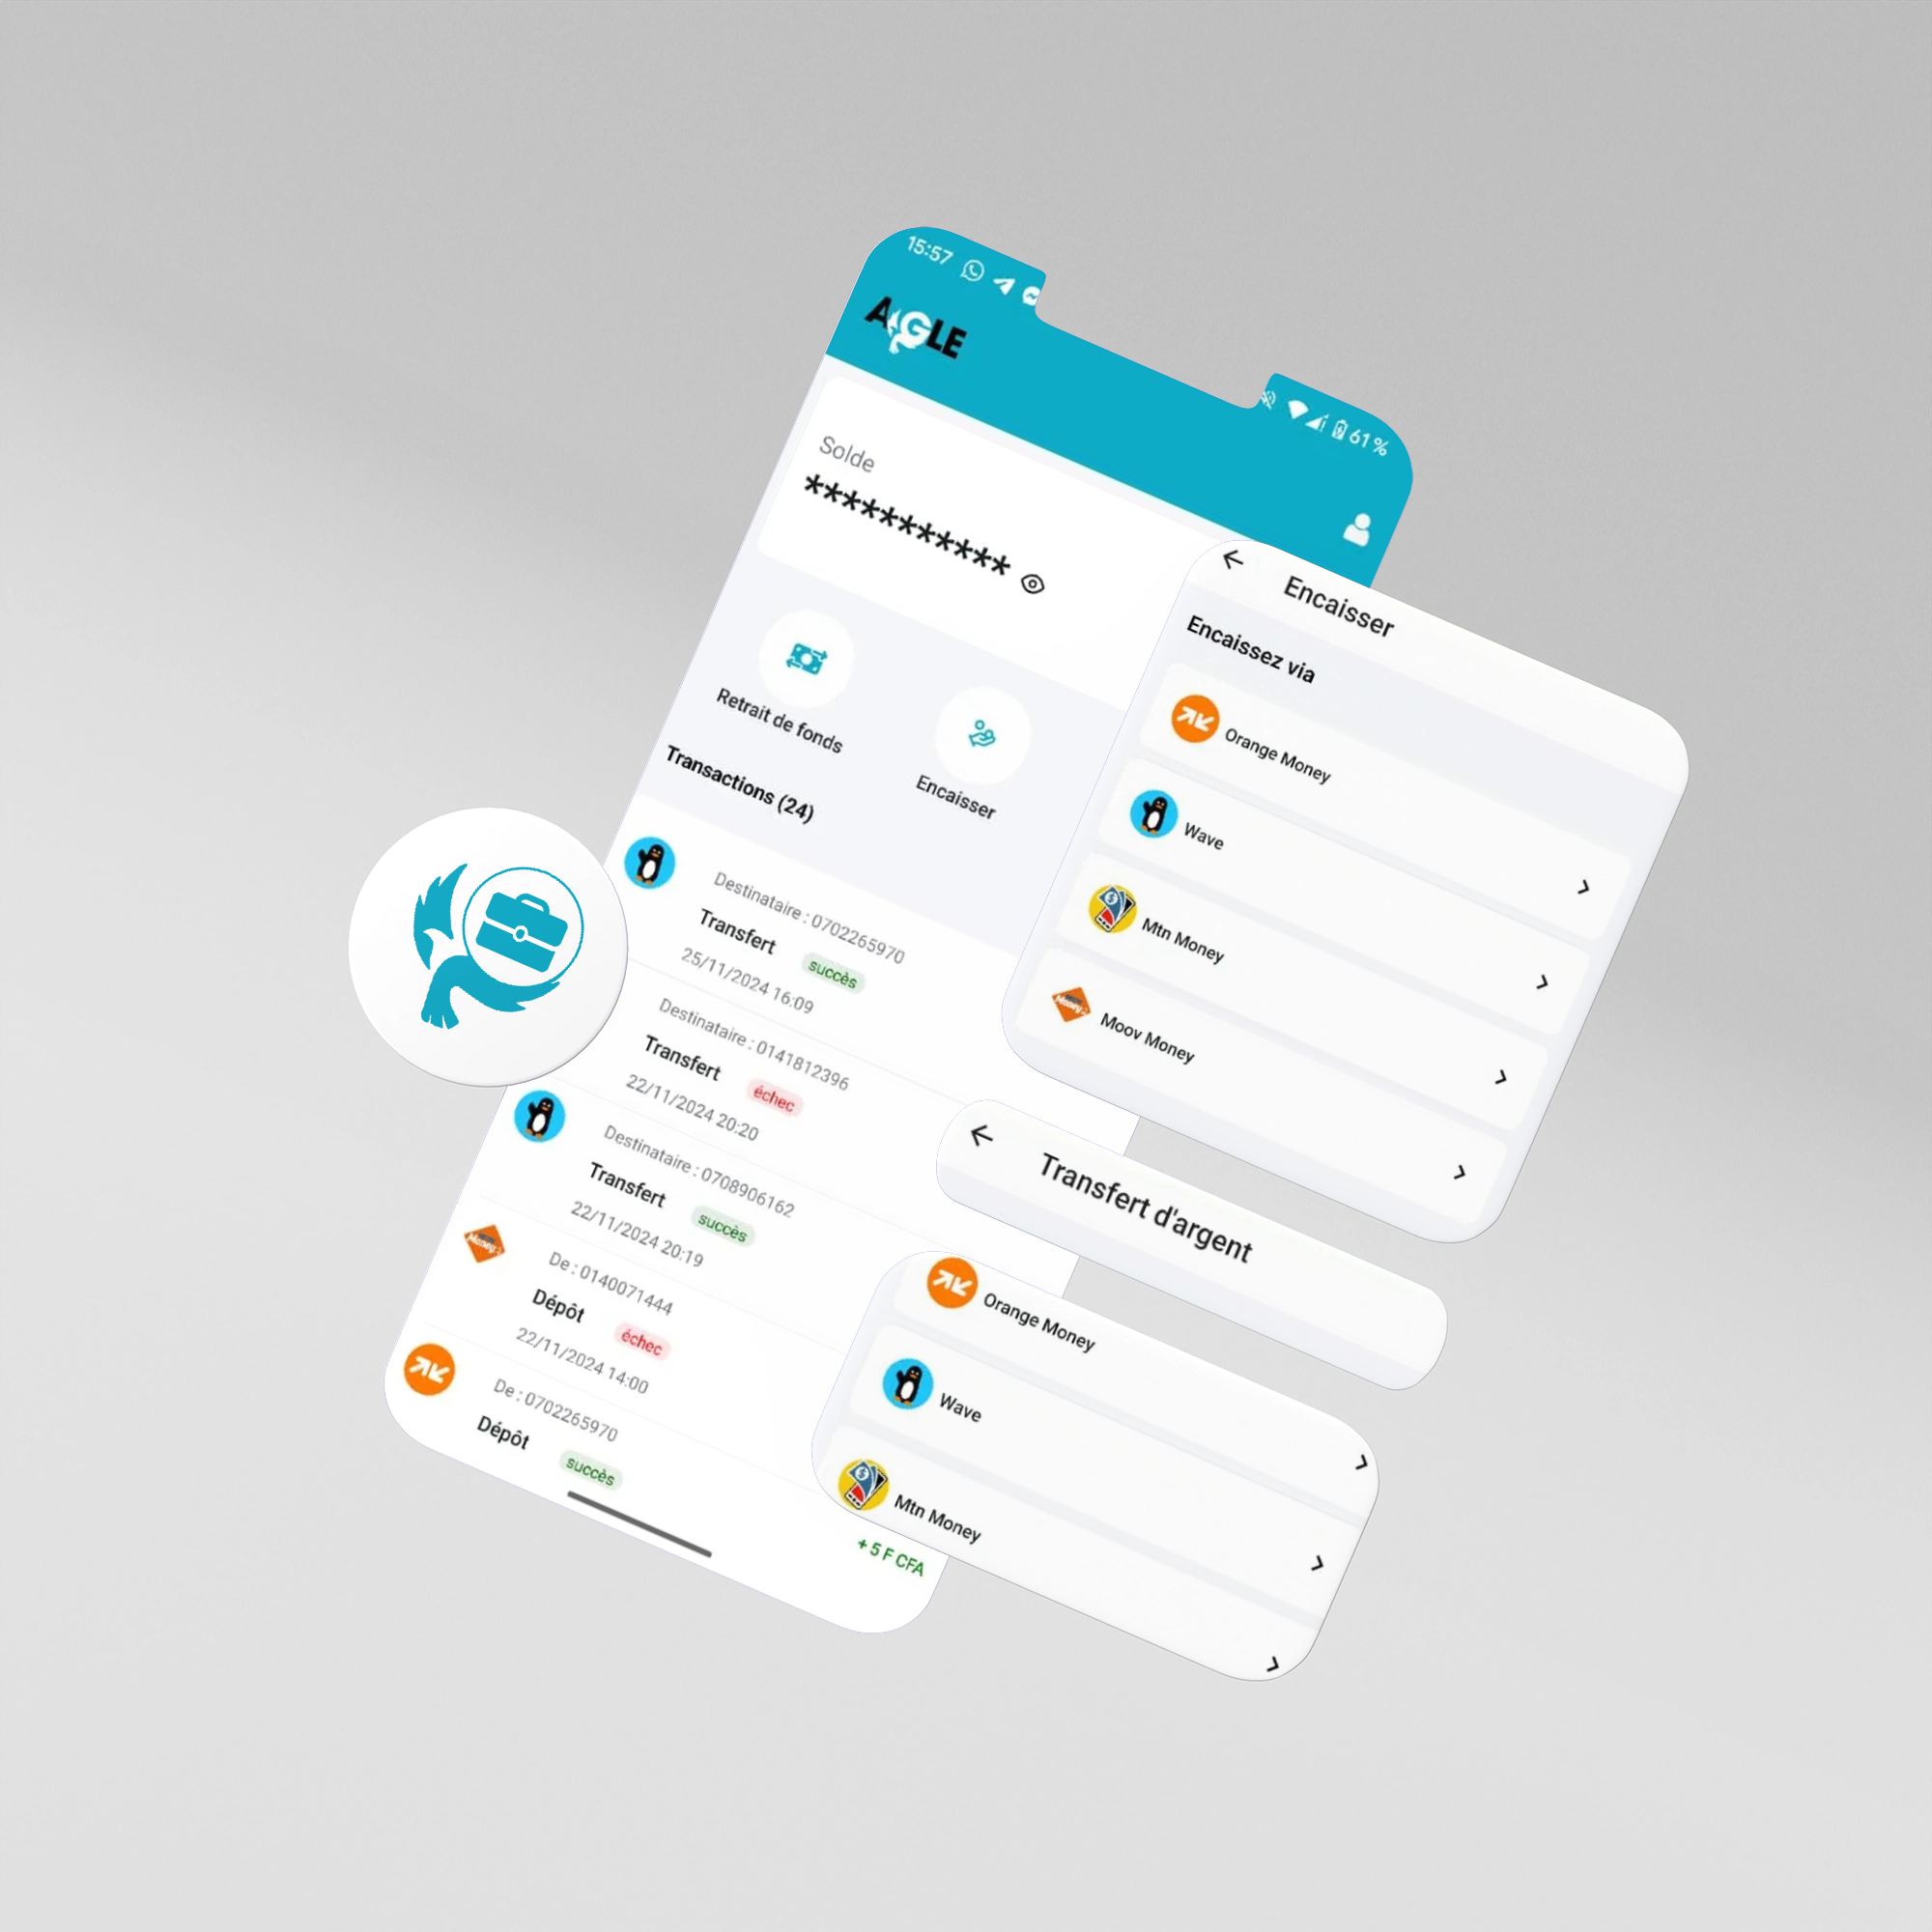 15:57
61%
AIGLE
Solde
***********
Retrait de fonds
Encaisser
Transactions (24)
Destinataire : 0702265970
Transfert succès
25/11/2024 16:09
Destinataire : 0141812396
Transfert échec
22/11/2024 20:20
Destinataire : 0708906162
Transfert succès
22/11/2024 20:19
Money
De : 0140071444
Dépôt échec
22/11/2024 14:00
De : 0702265970
Dépôt succès
+ 5 F CFA
Encaisser
Encaissez via
Orange Money
Wave
Mtn Money
Money
Moov Money
Transfert d'argent
Orange Money
Wave
Mtn Money